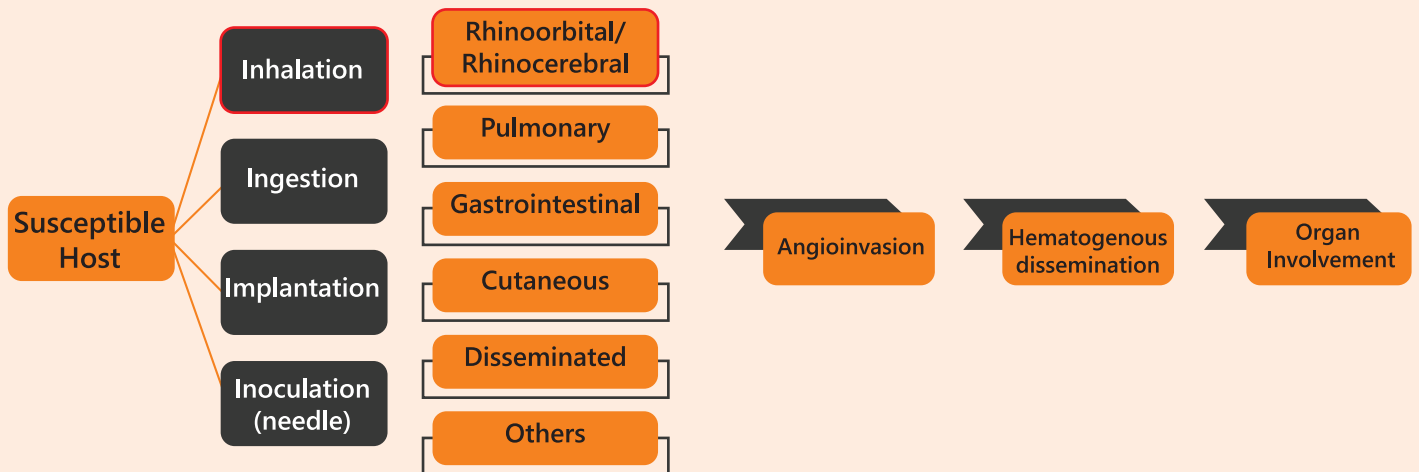 Susceptible
Host
Inhalation
Ingestion
Implantation
Inoculation
(needle)
Rhinoorbital/
Rhinocerebral
Pulmonary
Gastrointestinal
Cutaneous
Disseminated
Others
Angioinvasion
Hematogenous
dissemination
Organ
Involvement